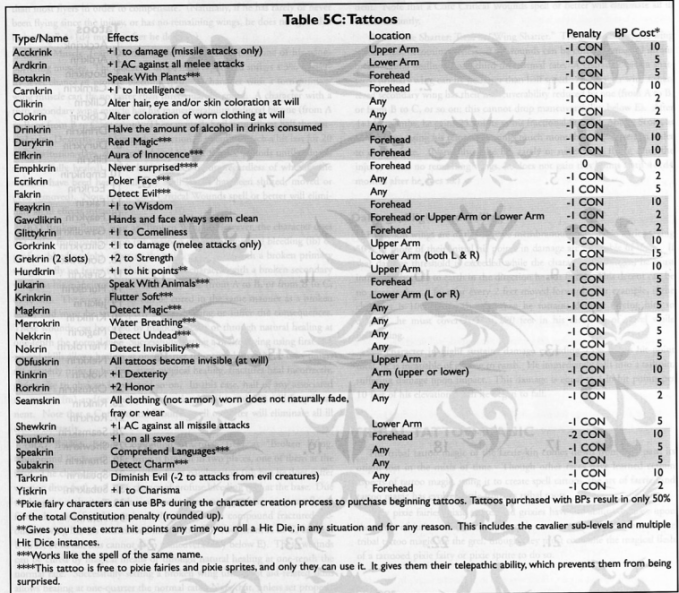 Table 5C: Tattoos
Type/Name Effects Location Penalty BP Cost*
Acckrink +1 to damage (missile attacks only) Upper Arm -1 CON 10
Ardkrin +1 AC against all melee attacks Lower Arm -1 CON 5
Botakrin Speak With Plants*** Forehead -1 CON 5
Carnkrin +1 to Intelligence Forehead -1 CON 10
Clikrin Alter hair, eye and/or skin coloration at will Any -1 CON 2
Clokrin Alter coloration of worn clothing at will Any -1 CON 2
Drinkrin Halve the amount of alcohol in drinks consumed Any -1 CON 2
Durykrin Read Magic*** Forehead -1 CON 10
Elfkrin Aura of Innocence*** Forehead -1 CON 10
Emphkrin Never surprised**** Forehead 0 0
Ecrikrin Poker Face*** Any -1 CON 2
Fakrin Detect Evil*** Any -1 CON 5
Feaykrin +1 to Wisdom Forehead -1 CON 10
Gawdlikrin Hands and face always seem clean Forehead or Upper Arm or Lower Arm -1 CON 2
Glittykrin +1 to Comeliness Forehead -1 CON 2
Gorkrink +1 to damage (melee attacks only) Upper Arm -1 CON 10
Grekrin (2 slots) +2 to Strength Lower Arm (both L & R) -1 CON 15
Hurdkrin +1 to hit points** Upper Arm -1 CON 10
Jukarin Speak With Animals*** Forehead -1 CON 5
Krinkrin Flutter Soft*** Lower Arm (L or R) -1 CON 5
Magkrin Detect Magic*** Any -1 CON 5
Merrokrin Water Breathing*** Any -1 CON 5
Nekkrin Detect Undead*** Any -1 CON 5
Nokrin Detect Invisibility*** Any -1 CON 5
Obfuskrin All tattoos become invisible (at will) Upper Arm -1 CON 5
Rinkrin +1 Dexterity Arm (upper or lower) -1 CON 10
Rorkrin +2 Honor Any -1 CON 5
Seamskrin All clothing (not armor) worn does not naturally fade, Any -1 CON 2
fray or wear
Shewkrin +1 AC against all missile attacks Lower Arm -1 CON 5
Shunkrin +1 on all saves Forehead -2 CON 10
Speakrin Comprehend Languages*** Any -1 CON 5
Subakrin Detect Charm*** Any -1 CON 5
Tarkrin Diminish Evil (-2 to attacks from evil creatures) Any -1 CON 10
Yiskrin +1 to Charisma Forehead -1 CON 2
*Pixie fairy characters can use BPs during the character creation process to purchase beginning tattoos. Tattoos purchased with BPs result in only 50%
of the total Constitution penalty (rounded up).
**Gives you these extra hit points any time you roll a Hit Die, in any situation and for any reason. This includes the cavalier sub-levels and multiple
Hit Dice instances.
***Works like the spell of the same name.
****This tattoo is free to pixie fairies and pixie sprites, and only they can use it. It gives them their telepathic ability, which prevents them from being
surprised.